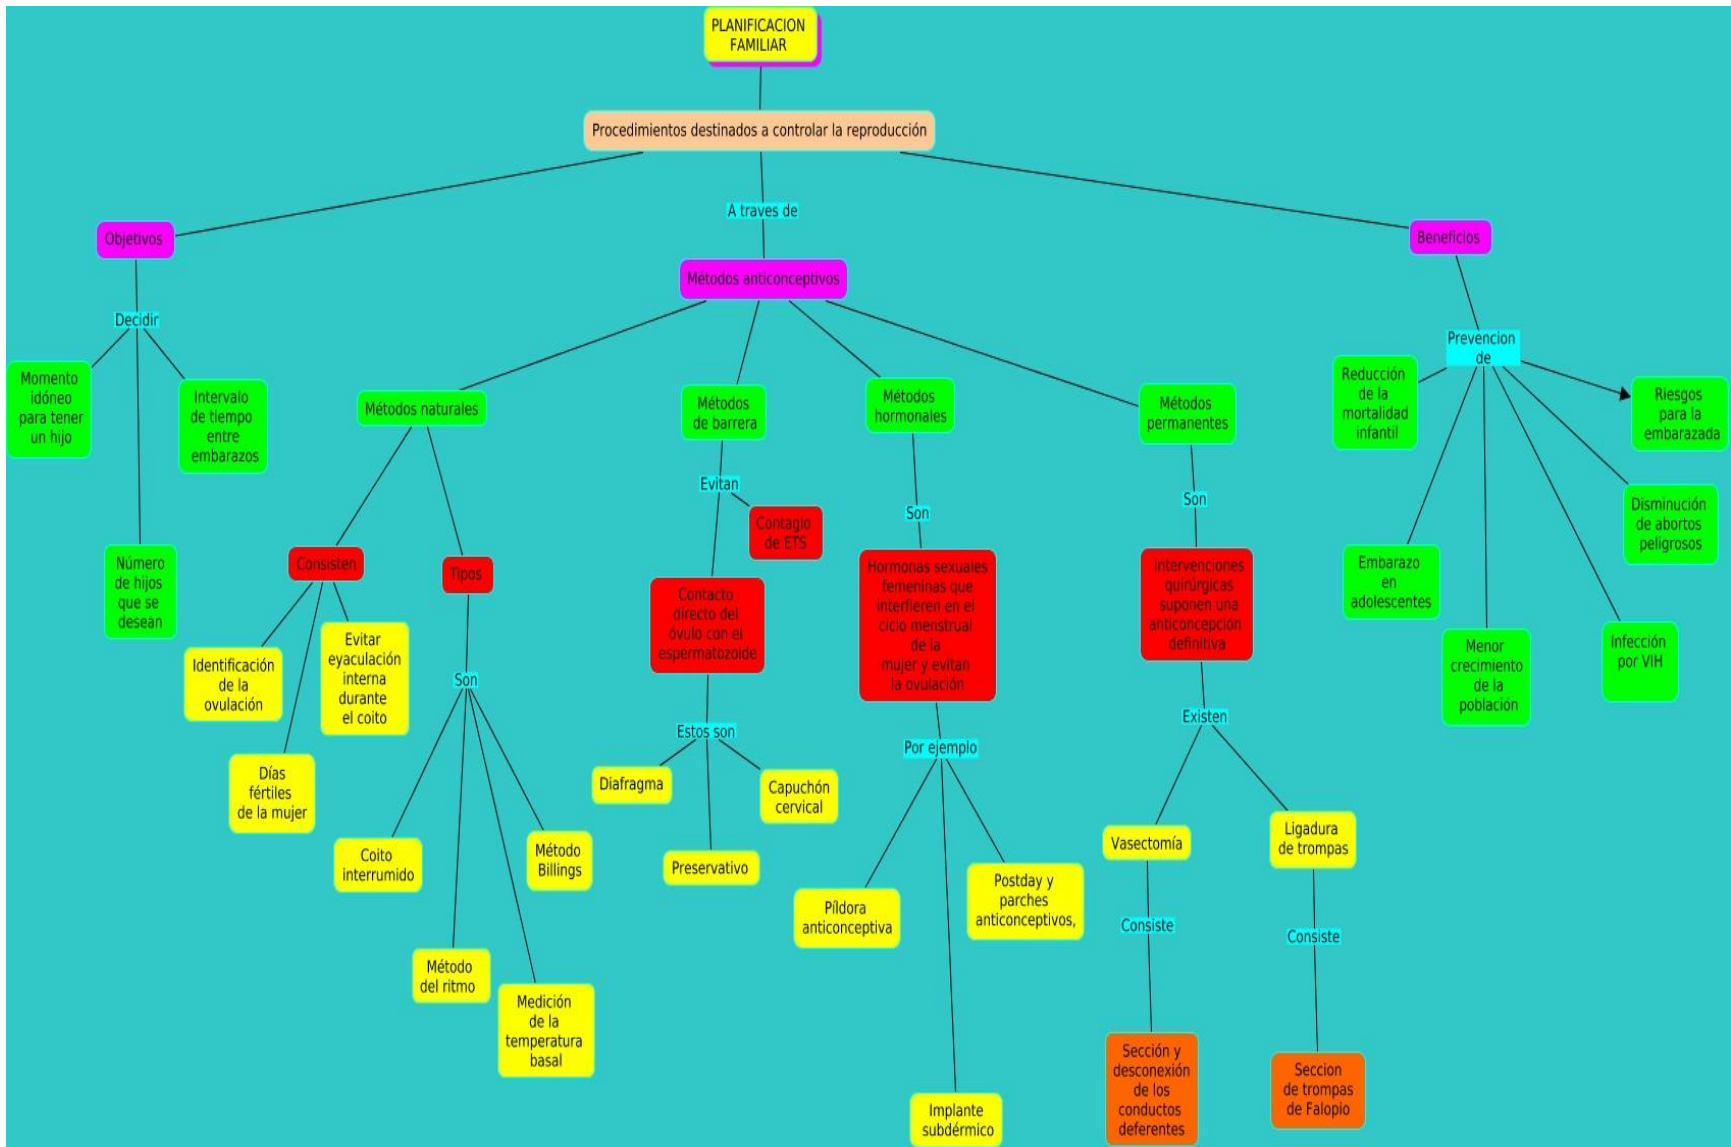 PLANIFICACION
FAMILIAR
Procedimientos destinados a controlar la reproducción
A traves de
Objetivos
Decidir
Momento
idóneo
para tener
un hijo
Intervalo
de tiempo
entre
embarazos
Número
de hijos
que se
desean
Métodos anticonceptivos
Métodos naturales
Consisten
Identificación
de la
ovulación
Días
fértiles
de la mujer
Evitar
eyaculación
interna
durante
el coito
Tipos
Son
Coito
interrumido
Método
del ritmo
Medición
de la
temperatura
basal
Método
Billings
Métodos
de barrera
Evitan
Contagio
de ETS
Contacto
directo del
óvulo con el
espermatozoide
Estos son
Diafragma
Preservativo
Capuchón
cervical
Métodos
hormonales
Son
Hormonas sexuales
femeninas que
interfieren en el
ciclo menstrual
de la
mujer y evitan
la ovulación
Por ejemplo
Píldora
anticonceptiva
Implante
subdérmico
Postday y
parches
anticonceptivos,
Métodos
permanentes
Son
Intervenciones
quirúrgicas
suponen una
anticoncepción
definitiva
Existen
Vasectomía
Consiste
Sección y
desconexión
de los
conductos
deferentes
Ligadura
de trompas
Consiste
Seccion
de trompas
de Falopio
Beneficios
Prevencion
de
Reducción
de la
mortalidad
infantil
Embarazo
en
adolescentes
Menor
crecimiento
de la
población
Infección
por VIH
Disminución
de abortos
peligrosos
Riesgos
para la
embarazada